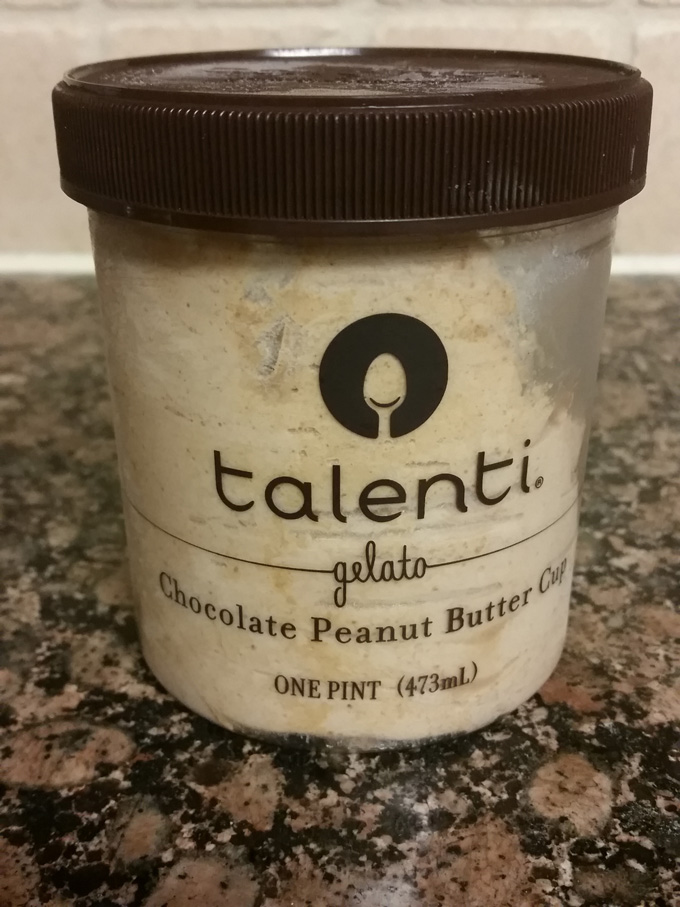 talenti®
gelato
Chocolate Peanut Butter Cup
ONE PINT (473mL)